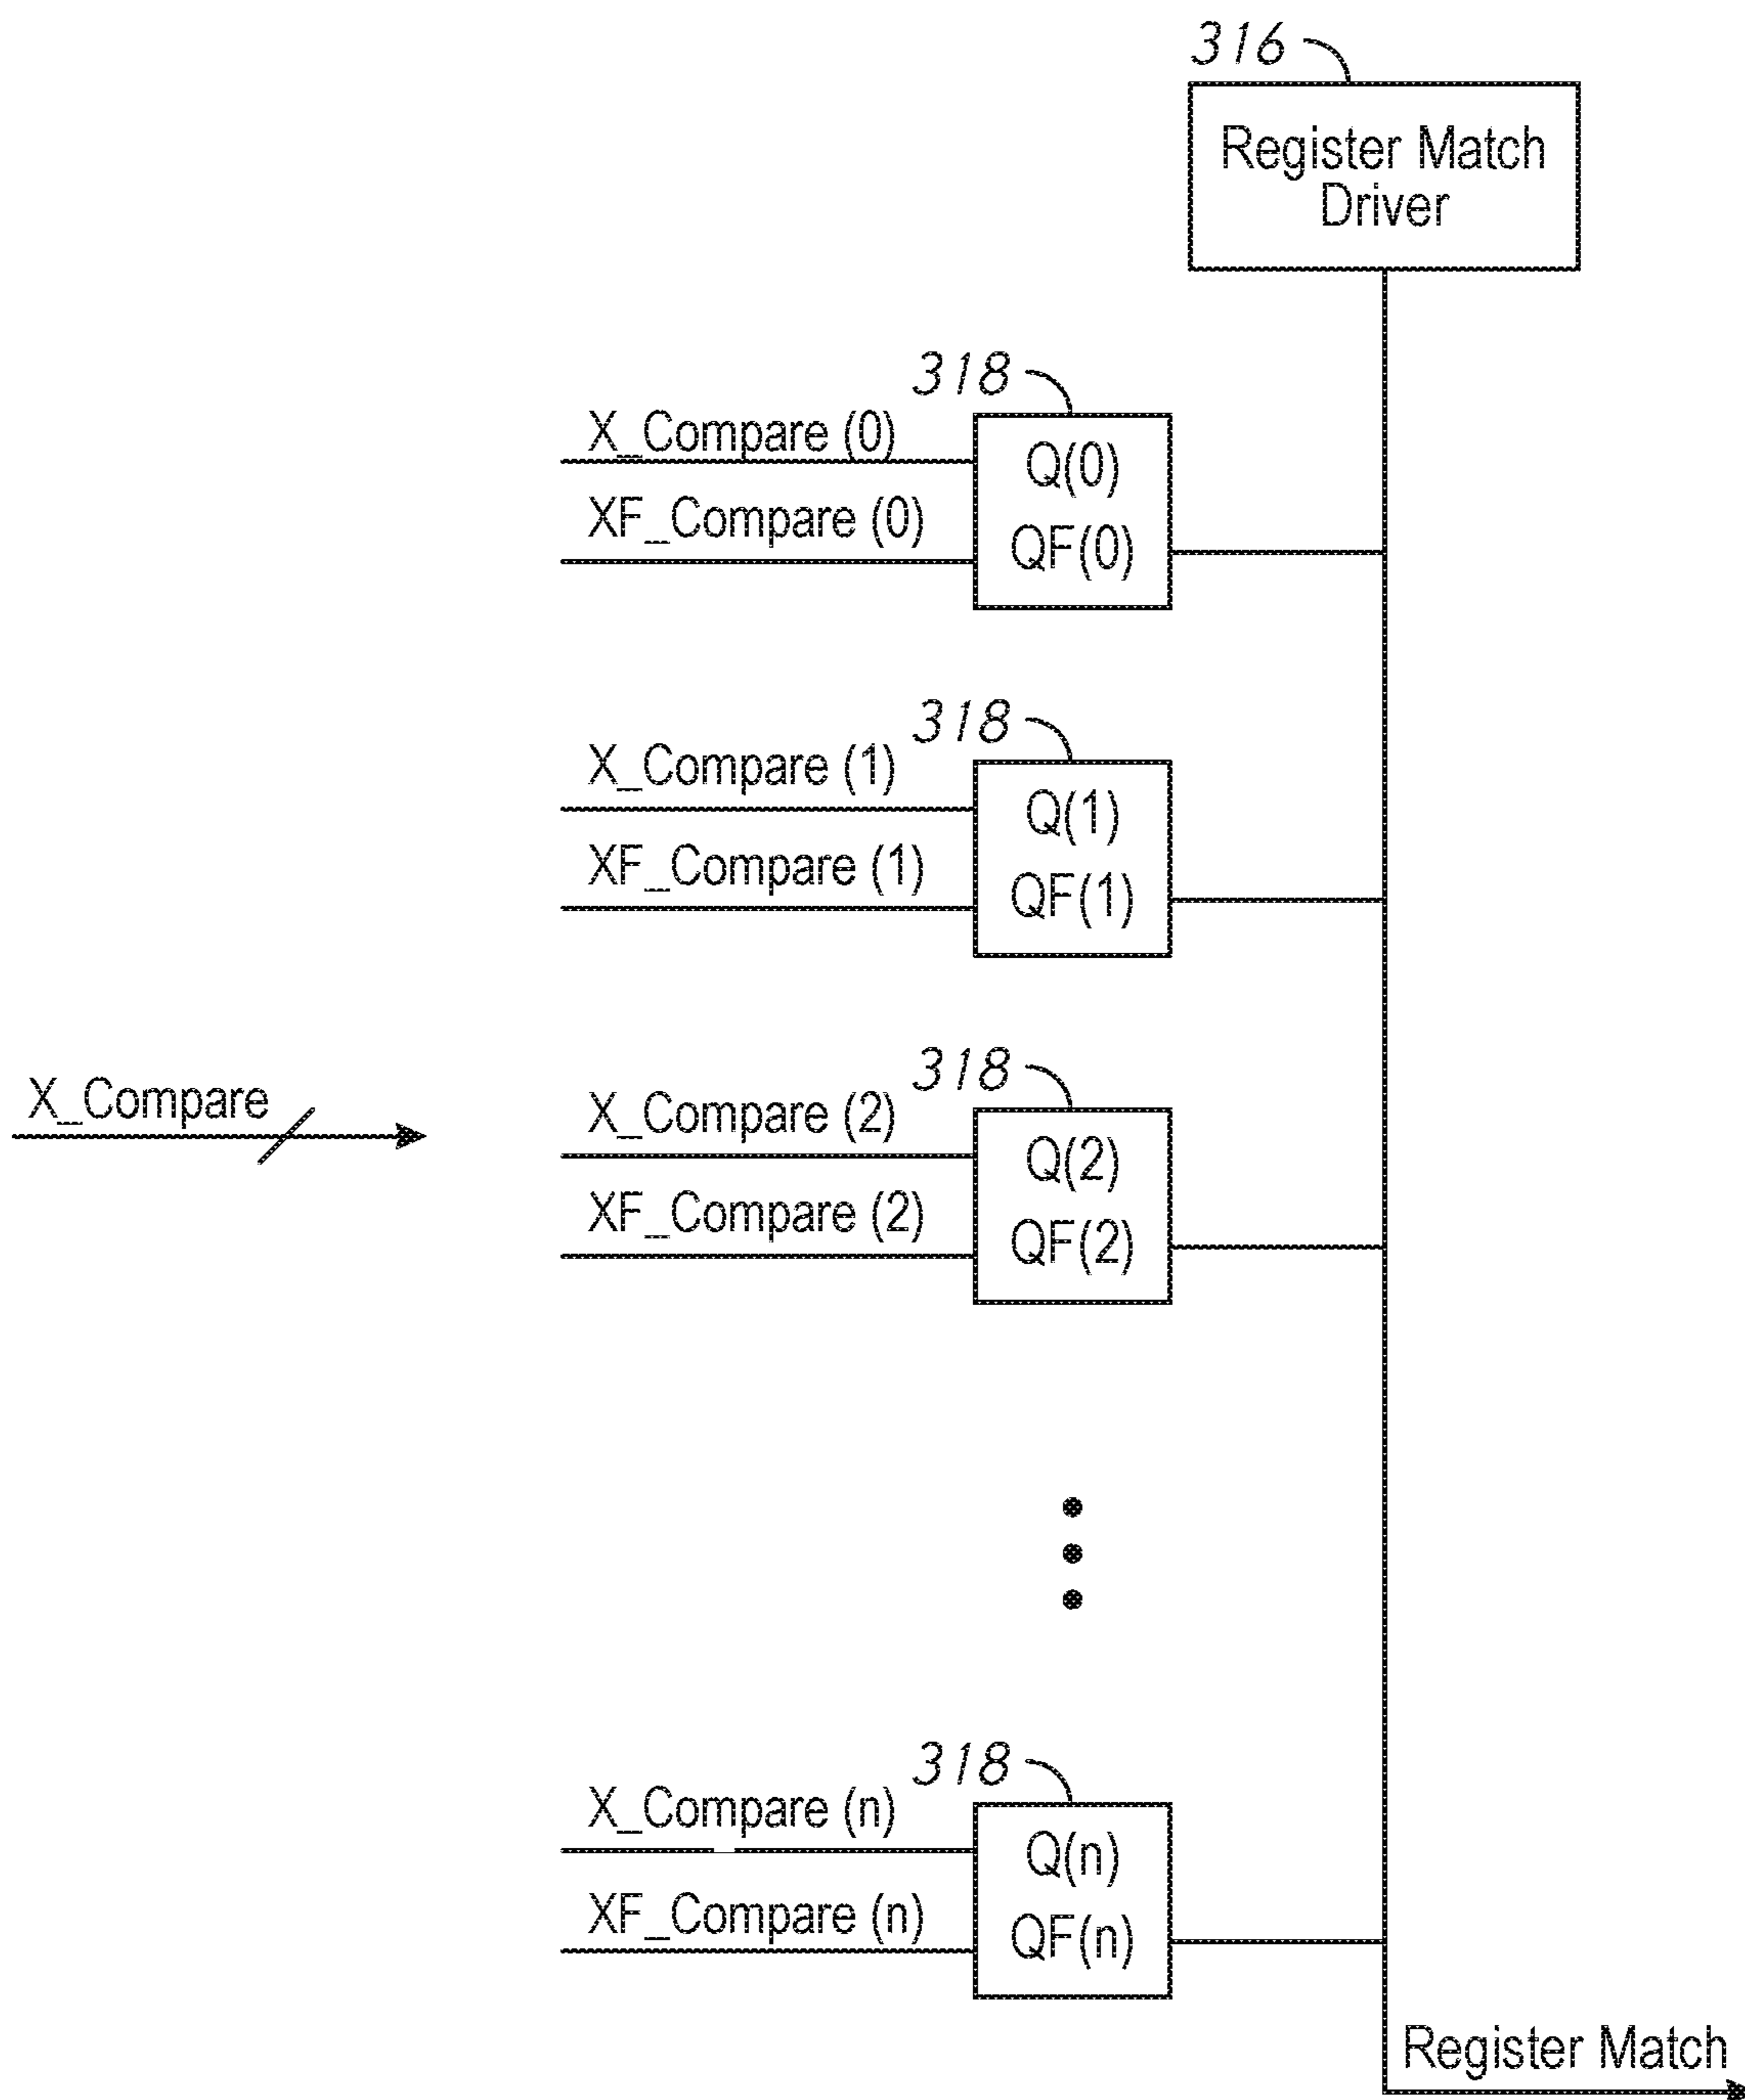 316
Register Match
Driver
318
X_Compare (0)
Q(0)
XF_Compare (0)
QF(0)
318
X_Compare (1)
Q(1)
XF_Compare (1)
QF(1)
318
X_Compare
X_Compare (2)
Q(2)
XF_Compare (2)
QF(2)
318
X_Compare (n)
Q(n)
XF_Compare (n)
QF(n)
Register Match